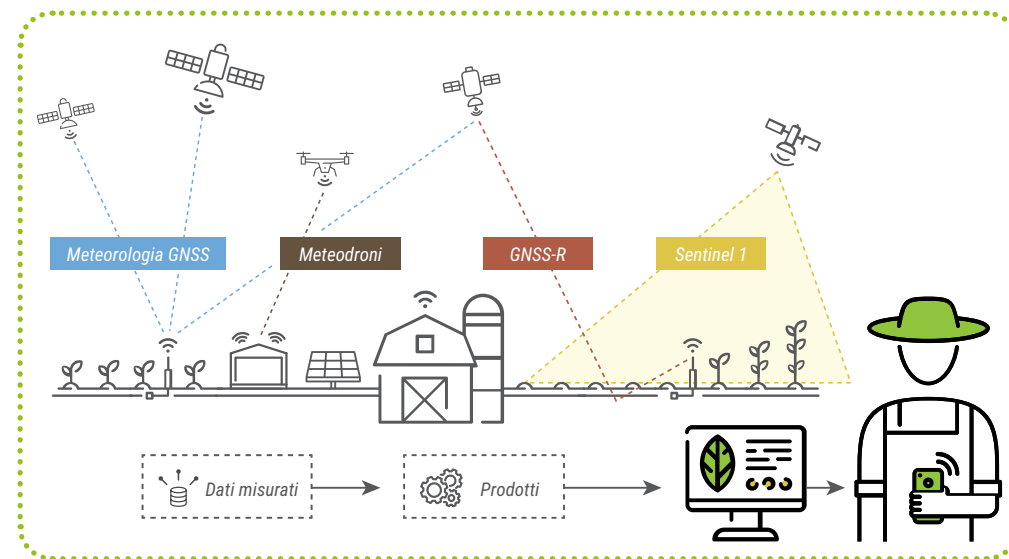 Meteorologia GNSS
Meteodroni
GNSS-R
Sentinel 1
Dati misurati
Prodotti